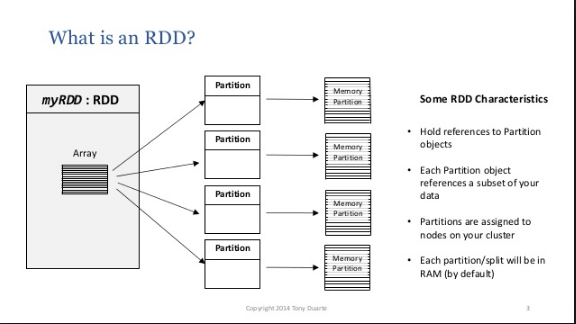 What is an RDD?
myRDD : RDD
Array
Partition
Memory
Partition
Partition
Memory
Partition
Partition
Memory
Partition
Partition
Memory
Partition
Some RDD Characteristics
• Hold references to Partition
objects
• Each Partition object
references a subset of your
data
• Partitions are assigned to
nodes on your cluster
• Each partition/split will be in
RAM (by default)
Copyright 2014 Tony Duarte
3